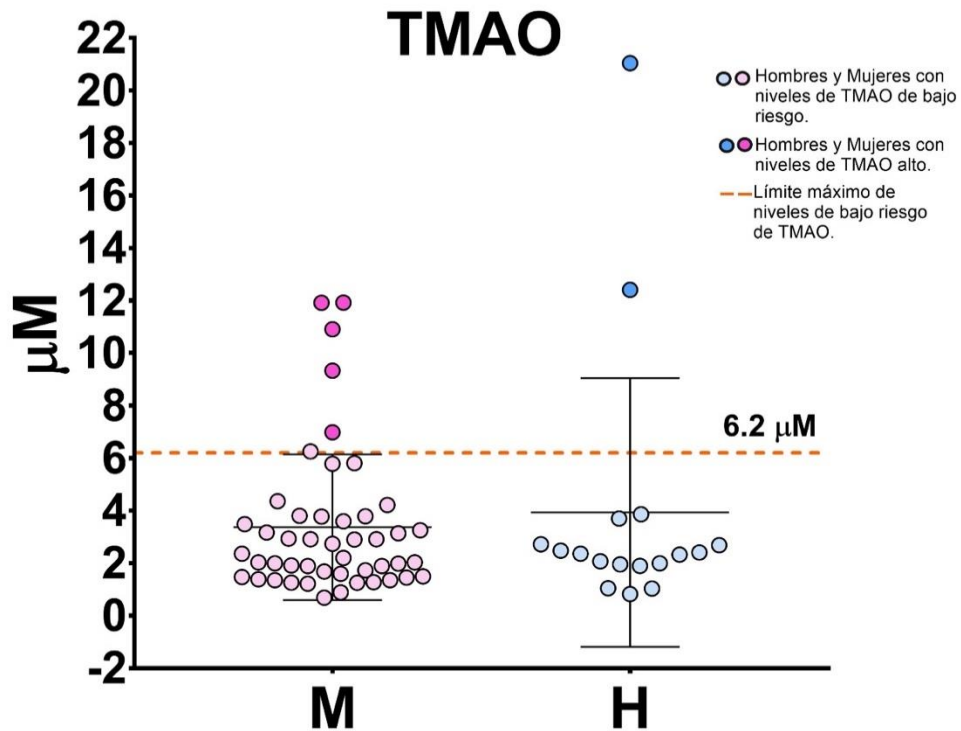 TMAO
22
20
18
16
14
12
10
8
6
4
2
0
-2
μM
Hombres y Mujeres con
niveles de TMAO de bajo
riesgo.
Hombres y Mujeres con
niveles de TMAO alto.
Límite máximo de
niveles de bajo riesgo
de TMAO.
6.2 μM
M
H